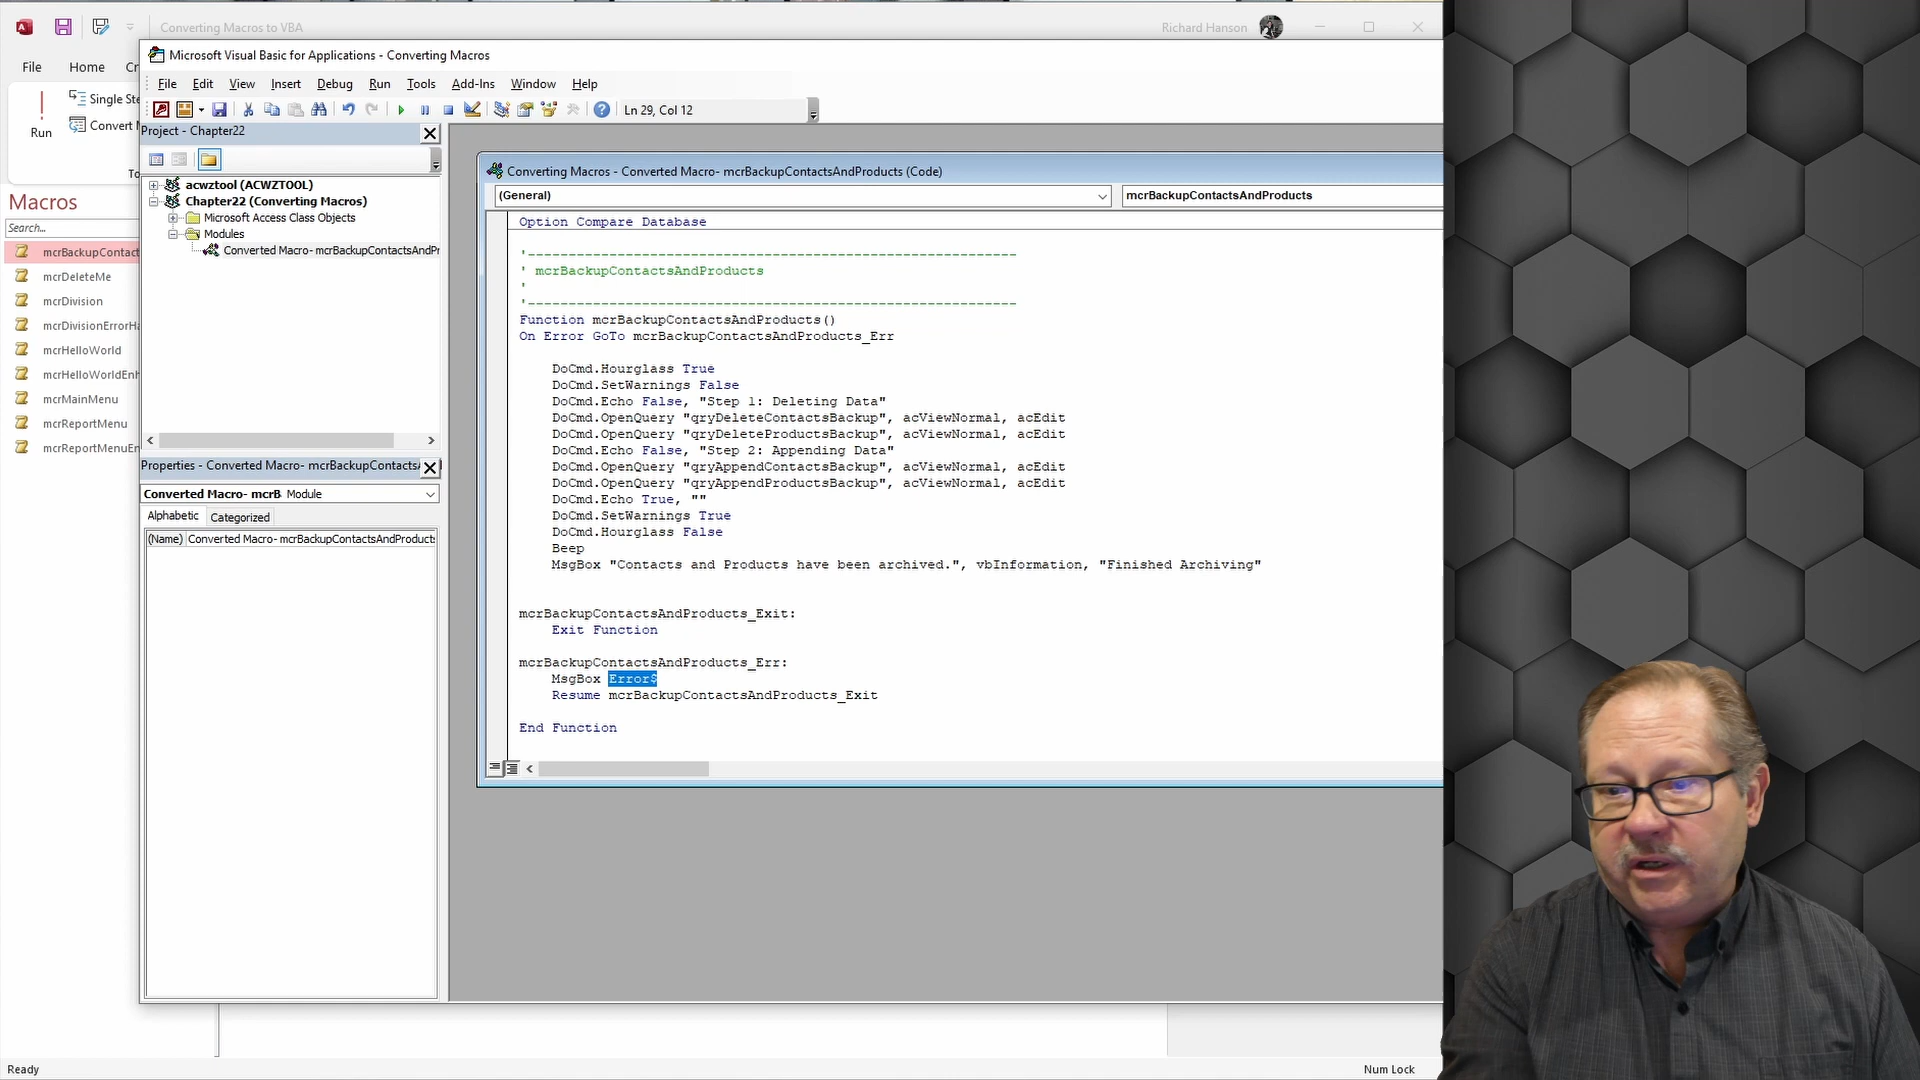 Converting Macros to VBA
Richard Hanson
File Home
Single Ste
Run
Convert M
Macros
Search...
mcrBackupContact
mcrDeleteMe
mcrDivision
mcrDivisionErrorHa
mcrHelloWorld
mcrHelloWorldEnh
mcrMainMenu
mcrReportMenu
mcrReportMenuEn
Microsoft Visual Basic for Applications - Converting Macros
File Edit View Insert Debug Run Tools Add-Ins Window Help
Ln 29, Col 12
Project - Chapter22
acwztool (ACWZTOOL)
Chapter22 (Converting Macros)
Microsoft Access Class Objects
Modules
Converted Macro- mcrBackupContactsAndPr
Properties - Converted Macro- mcrBackupContacts
Converted Macro- mcrB Module
Alphabetic Categorized
(Name) Converted Macro- mcrBackupContactsAndProducts
Converting Macros - Converted Macro- mcrBackupContactsAndProducts (Code)
(General) mcrBackupContactsAndProducts
Option Compare Database
'------------------------------------------------------------
' mcrBackupContactsAndProducts
'
'------------------------------------------------------------
Function mcrBackupContactsAndProducts()
On Error GoTo mcrBackupContactsAndProducts_Err
DoCmd.Hourglass True
DoCmd.SetWarnings False
DoCmd.Echo False, "Step 1: Deleting Data"
DoCmd.OpenQuery "qryDeleteContactsBackup", acViewNormal, acEdit
DoCmd.OpenQuery "qryDeleteProductsBackup", acViewNormal, acEdit
DoCmd.Echo False, "Step 2: Appending Data"
DoCmd.OpenQuery "qryAppendContactsBackup", acViewNormal, acEdit
DoCmd.OpenQuery "qryAppendProductsBackup", acViewNormal, acEdit
DoCmd.Echo True, ""
DoCmd.SetWarnings True
DoCmd.Hourglass False
Beep
MsgBox "Contacts and Products have been archived.", vbInformation, "Finished Archiving"
mcrBackupContactsAndProducts_Exit:
Exit Function
mcrBackupContactsAndProducts_Err:
MsgBox Error$
Resume mcrBackupContactsAndProducts_Exit
End Function
Ready
Num Lock